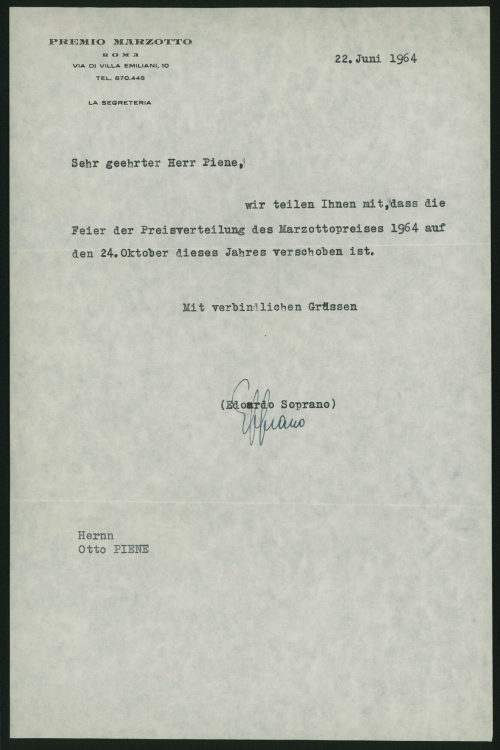 PREMIO MARZOTTO
ROMA
VIA DI VILLA EMILIANI, 10
TEL. 870.446
LA SEGRETERIA
22. Juni 1964
Sehr geehrter Herr Piene,
wir teilen Ihnen mit, dass die
Feier der Preisverteilung des Marzottopreises 1964 auf
den 24.Oktober dieses Jahres verschoben ist.
Mit verbindlichen Grüssen
(Edoardo Soprano)
Hernn
Otto PIENE